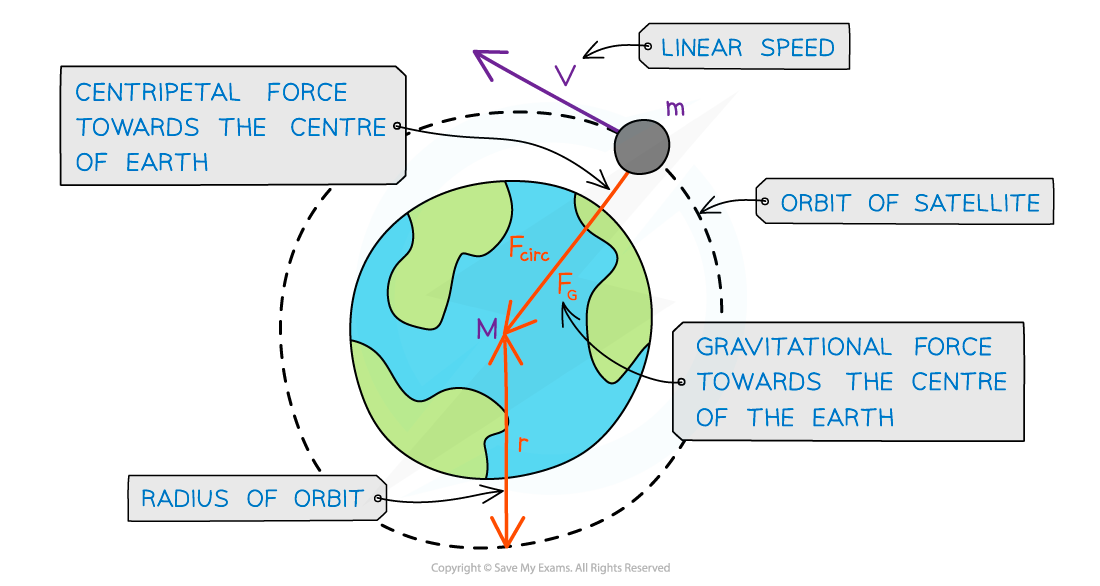 LINEAR SPEED
V
m
CENTRIPETAL FORCE
TOWARDS THE CENTRE
OF EARTH
ORBIT OF SATELLITE
Fcirc
FG
M
GRAVITATIONAL FORCE
TOWARDS THE CENTRE
OF THE EARTH
r
RADIUS OF ORBIT
Copyright © Save My Exams. All Rights Reserved